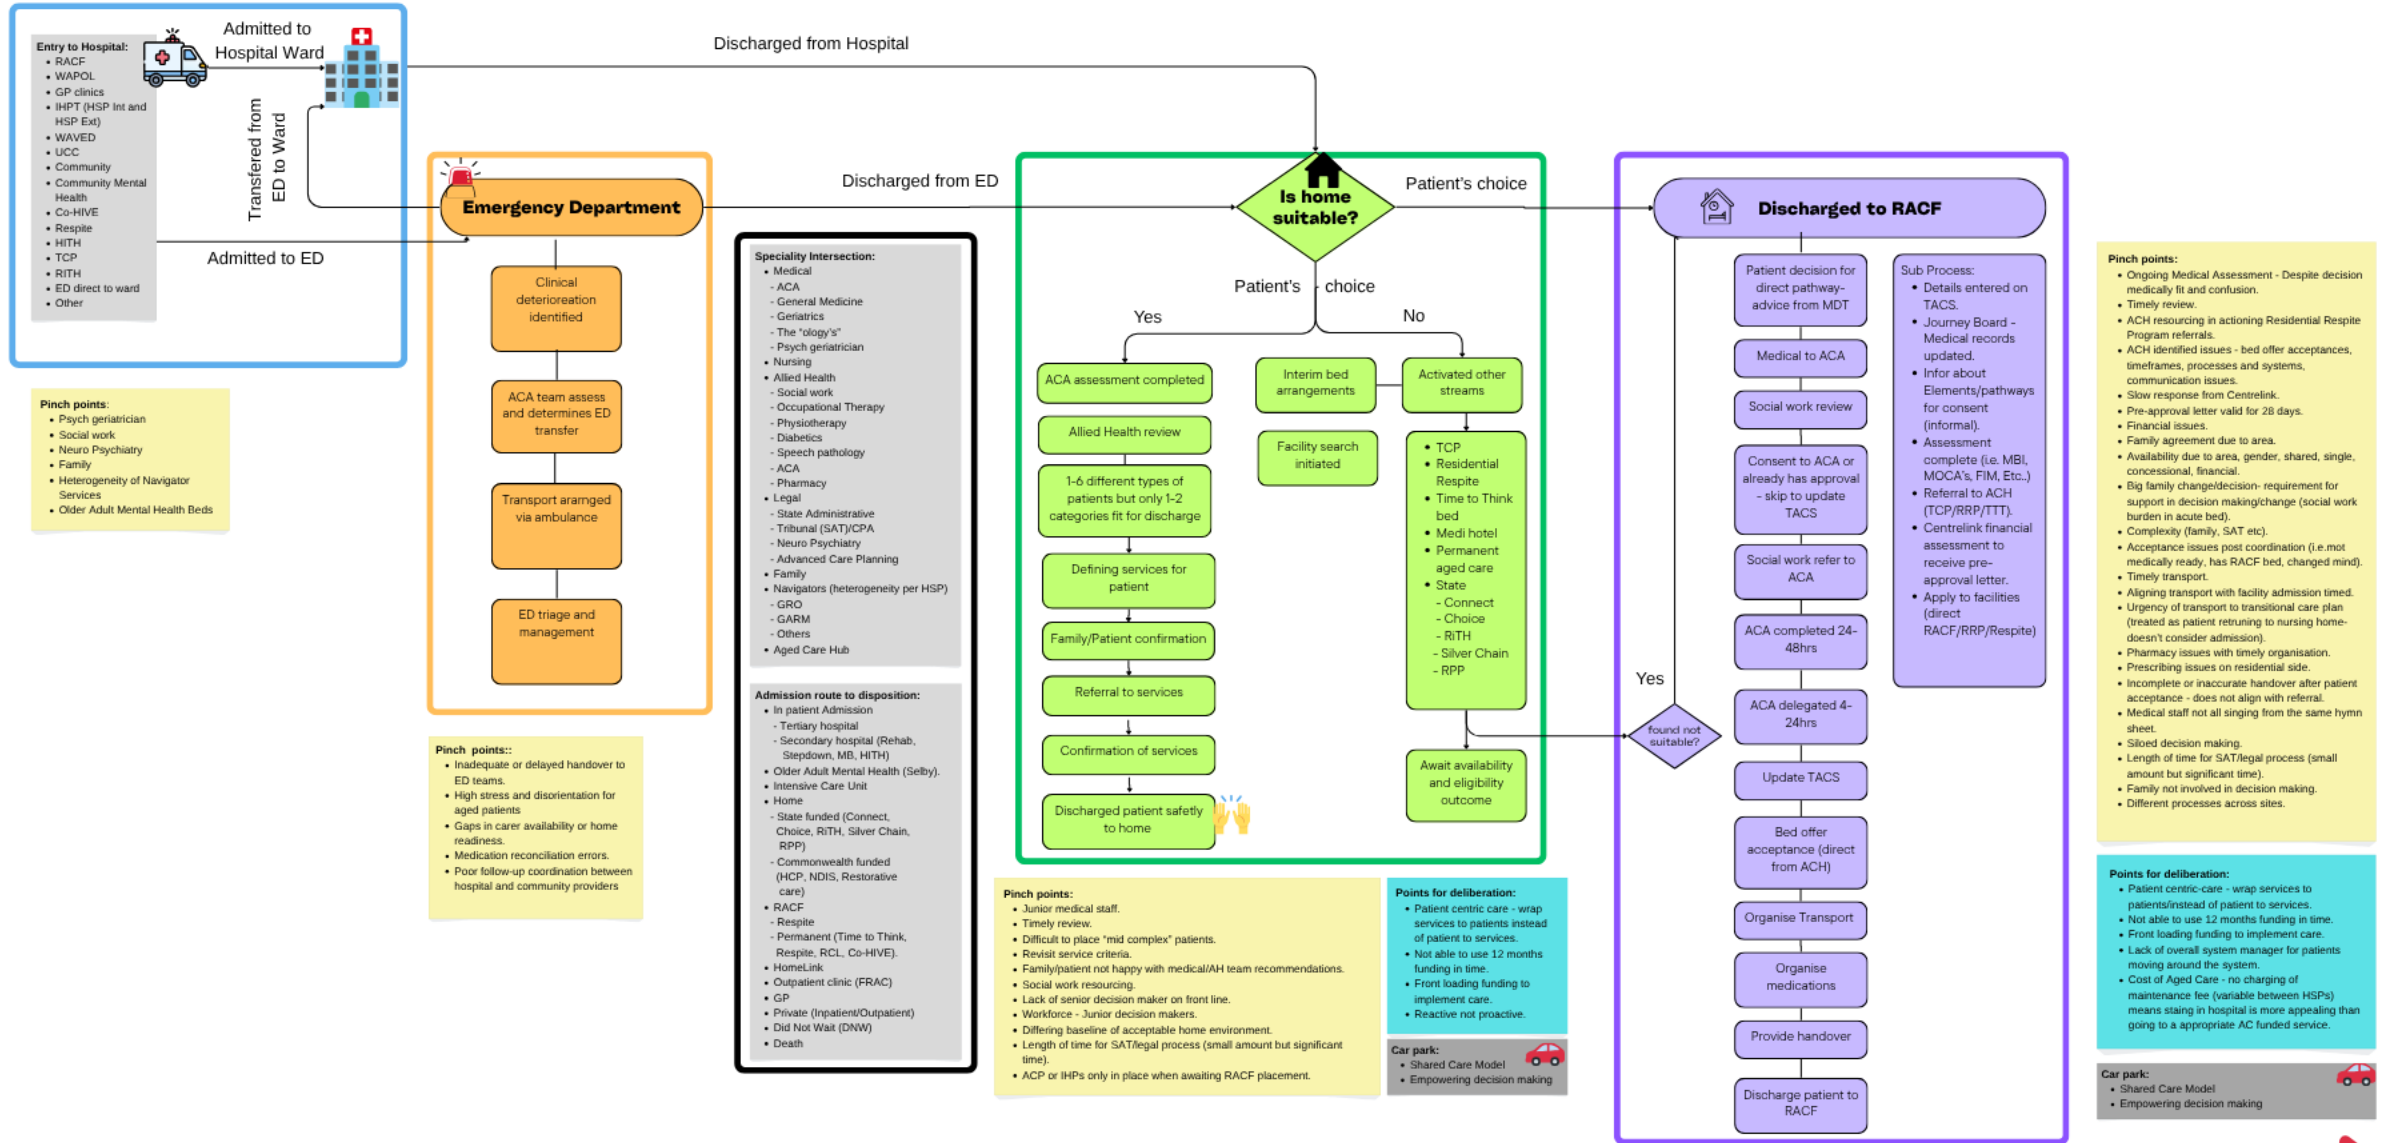 Entry to Hospital:
• RACF
• WAPOL
• GP clinics
• IHPT (HSP Int and
HSP Ext)
• WAVED
• UCC
• Community
• Community Mental
Health
• Co-HIVE
• Respite
• HITH
• TCP
• RITH
• ED direct to ward
• Other
Admitted to
Hospital Ward
Transfered from
ED to Ward
Admitted to ED
Discharged from Hospital
Discharged from ED
Pinch points:
• Psych geriatrician
• Social work
• Neuro Psychiatry
• Family
• Heterogeneity of Navigator
Services
• Older Adult Mental Health Beds
Emergency Department
Clinical
deterioreation
identified
ACA team assess
and determines ED
transfer
Transport ararnged
via ambulance
ED triage and
management
Pinch points::
• Inadequate or delayed handover to
ED teams.
• High stress and disorientation for
aged patients
• Gaps in carer availability or home
readiness.
• Medication reconciliation errors.
• Poor follow-up coordination between
hospital and community providers
Speciality Intersection:
• Medical
- ACA
- General Medicine
- Geriatrics
- The "ology's"
- Psych geriatrician
• Nursing
• Allied Health
- Social work
- Occupational Therapy
- Physiotherapy
- Diabetics
- Speech pathology
- ACA
- Pharmacy
• Legal
- State Administrative
- Tribunal (SAT)/CPA
- Neuro Psychiatry
- Advanced Care Planning
• Family
• Navigators (heterogeneity per HSP)
- GRO
- GARM
- Others
• Aged Care Hub
Admission route to disposition:
• In patient Admission
- Tertiary hospital
- Secondary hospital (Rehab,
Stepdown, MB, HITH)
• Older Adult Mental Health (Selby).
• Intensive Care Unit
• Home
- State funded (Connect,
Choice, RiTH, Silver Chain,
RPP)
- Commonwealth funded
(HCP, NDIS, Restorative
care)
• RACF
- Respite
- Permanent (Time to Think,
Respite, RCL, Co-HIVE).
• HomeLink
• Outpatient clinic (FRAC)
• GP
• Private (Inpatient/Outpatient)
• Did Not Wait (DNW)
• Death
Is home
suitable?
Patient's choice
Patient's choice
Yes
No
ACA assessment completed
Allied Health review
1-6 different types of
patients but only 1-2
categories fit for discharge
Defining services for
patient
Family/Patient confirmation
Referral to services
Confirmation of services
Discharged patient safetly
to home
Interim bed
arrangements
Facility search
initiated
Activated other
streams
• TCP
• Residential
Respite
• Time to Think
bed
• Medi hotel
• Permanent
aged care
• State
- Connect
- Choice
- RiTH
- Silver Chain
- RPP
Await availability
and eligibility
outcome
Pinch points:
• Junior medical staff.
• Timely review.
• Difficult to place "mid complex" patients.
• Revisit service criteria.
• Family/patient not happy with medical/AH team recommendations.
• Social work resourcing.
• Lack of senior decision maker on front line.
• Workforce - Junior decision makers.
• Differing baseline of acceptable home environment.
• Length of time for SAT/legal process (small amount but significant
time).
• ACP or IHPs only in place when awaiting RACF placement.
Points for deliberation:
• Patient centric care - wrap
services to patients instead
of patient to services.
• Not able to use 12 months
funding in time.
• Front loading funding to
implement care.
• Reactive not proactive.
Car park:
• Shared Care Model
• Empowering decision making
Discharged to RACF
Yes
found not
suitable?
Patient decision for
direct pathway-
advice from MDT
Medical to ACA
Social work review
Consent to ACA or
already has approval
- skip to update
TACS
Social work refer to
ACA
ACA completed 24-
48hrs
ACA delegated 4-
24hrs
Update TACS
Bed offer
acceptance (direct
from ACH)
Organise Transport
Organise
medications
Provide handover
Discharge patient to
RACF
Sub Process:
• Details entered on
TACS.
• Journey Board -
Medical records
updated.
• Infor about
Elements/pathways
for consent
(informal).
• Assessment
complete (i.e. MBI,
MOCA's, FIM, Etc..)
• Referral to ACH
(TCP/RRP/TTT).
• Centrelink financial
assessment to
receive pre-
approval letter.
• Apply to facilities
(direct
RACF/RRP/Respite)
Pinch points:
• Ongoing Medical Assessment - Despite decision
medically fit and confusion.
• Timely review.
• ACH resourcing in actioning Residential Respite
Program referrals.
• ACH identified issues - bed offer acceptances,
timeframes, processes and systems,
communication issues.
• Slow response from Centrelink.
• Pre-approval letter valid for 28 days.
• Financial issues.
• Family agreement due to area.
• Availability due to area, gender, shared, single,
concessional, financial.
• Big family change/decision- requirement for
support in decision making/change (social work
burden in acute bed).
• Complexity (family, SAT etc).
• Acceptance issues post coordination (i.e.mot
medically ready, has RACF bed, changed mind).
• Timely transport.
• Aligning transport with facility admission timed.
• Urgency of transport to transitional care plan
(treated as patient retruning to nursing home-
doesn't consider admission).
• Pharmacy issues with timely organisation.
• Prescribing issues on residential side.
• Incomplete or inaccurate handover after patient
acceptance - does not align with referral.
• Medical staff not all singing from the same hymn
sheet.
• Siloed decision making.
• Length of time for SAT/legal process (small
amount but significant time).
• Family not involved in decision making.
• Different processes across sites.
Points for deliberation:
• Patient centric-care - wrap services to
patients/instead of patient to services.
• Not able to use 12 months funding in time.
• Front loading funding to implement care.
• Lack of overall system manager for patients
moving around the system.
• Cost of Aged Care - no charging of
maintenance fee (variable between HSPs)
means staing in hospital is more appealing than
going to a appropriate AC funded service.
Car park:
• Shared Care Model
• Empowering decision making